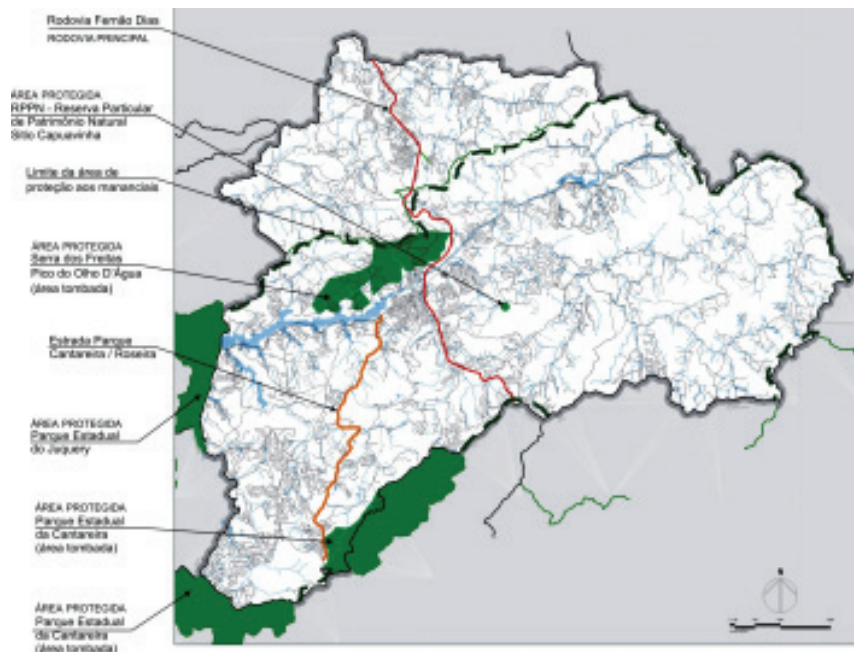 Rodovia Fernão Dias
RODOVIA PRINCIPAL
ÁREA PROTEGIDA
RPPN - Reserva Particular
de Patrimônio Natural
Sítio Capuavinha
Limite da área de
proteção aos mananciais
ÁREA PROTEGIDA
Serra dos Freitas
Pico do Olho D'Água
(área tombada)
Estrada Parque
Cantareira / Roseira
ÁREA PROTEGIDA
Parque Estadual
do Juquery
ÁREA PROTEGIDA
Parque Estadual
da Cantareira
(área tombada)
ÁREA PROTEGIDA
Parque Estadual
da Cantareira
(área tombada)